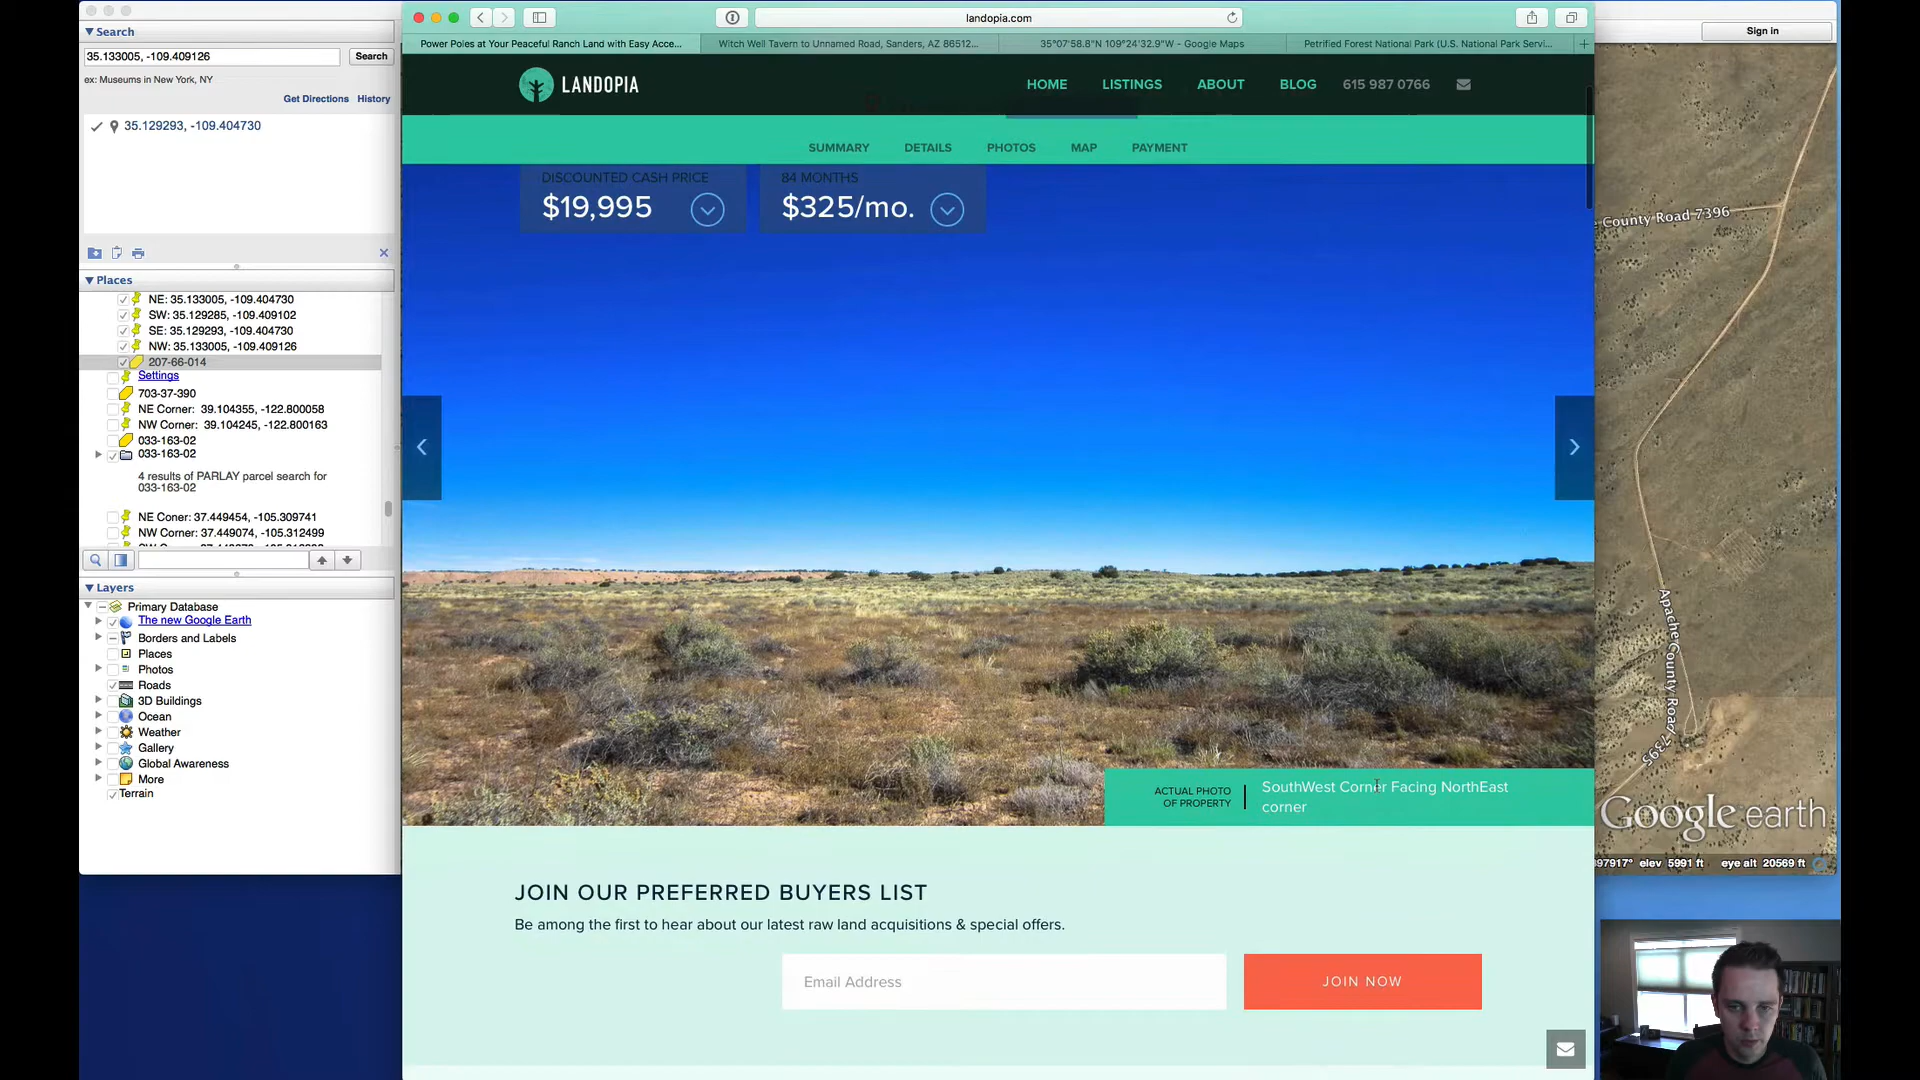 Search
35.133005, -109.409126
Search
ex: Museums in New York, NY
Get Directions
History
35.129293, -109.404730
Places
NE: 35.133005, -109.404730
SW: 35.129285, -109.409102
SE: 35.129293, -109.404730
NW: 35.133005, -109.409126
207-66-014
Settings
703-37-390
NE Corner:  39.104355, -122.800058
NW Corner:  39.104245, -122.800163
033-163-02
033-163-02
4 results of PARLAY parcel search for
033-163-02
NE Coner: 37.449454, -105.309741
NW Corner: 37.449074, -105.312499
Layers
Primary Database
The new Google Earth
Borders and Labels
Places
Photos
Roads
3D Buildings
Ocean
Weather
Gallery
Global Awareness
More
Terrain
landopia.com
Power Poles at Your Peaceful Ranch Land with Easy Acce...
Witch Well Tavern to Unnamed Road, Sanders, AZ 86512...
35°07'58.8"N 109°24'32.9"W - Google Maps
Petrified Forest National Park (U.S. National Park Servi...
LANDOPIA
HOME
LISTINGS
ABOUT
BLOG
615 987 0766
SUMMARY
DETAILS
PHOTOS
MAP
PAYMENT
DISCOUNTED CASH PRICE
$19,995
84 MONTHS
$325/mo.
ACTUAL PHOTO
OF PROPERTY
SouthWest Corner Facing NorthEast
corner
JOIN OUR PREFERRED BUYERS LIST
Be among the first to hear about our latest raw land acquisitions & special offers.
Email Address
JOIN NOW
Sign in
County Road 7396
Apache County Road 7395
Google earth
97917° elev 5991 ft eye alt 20569 ft